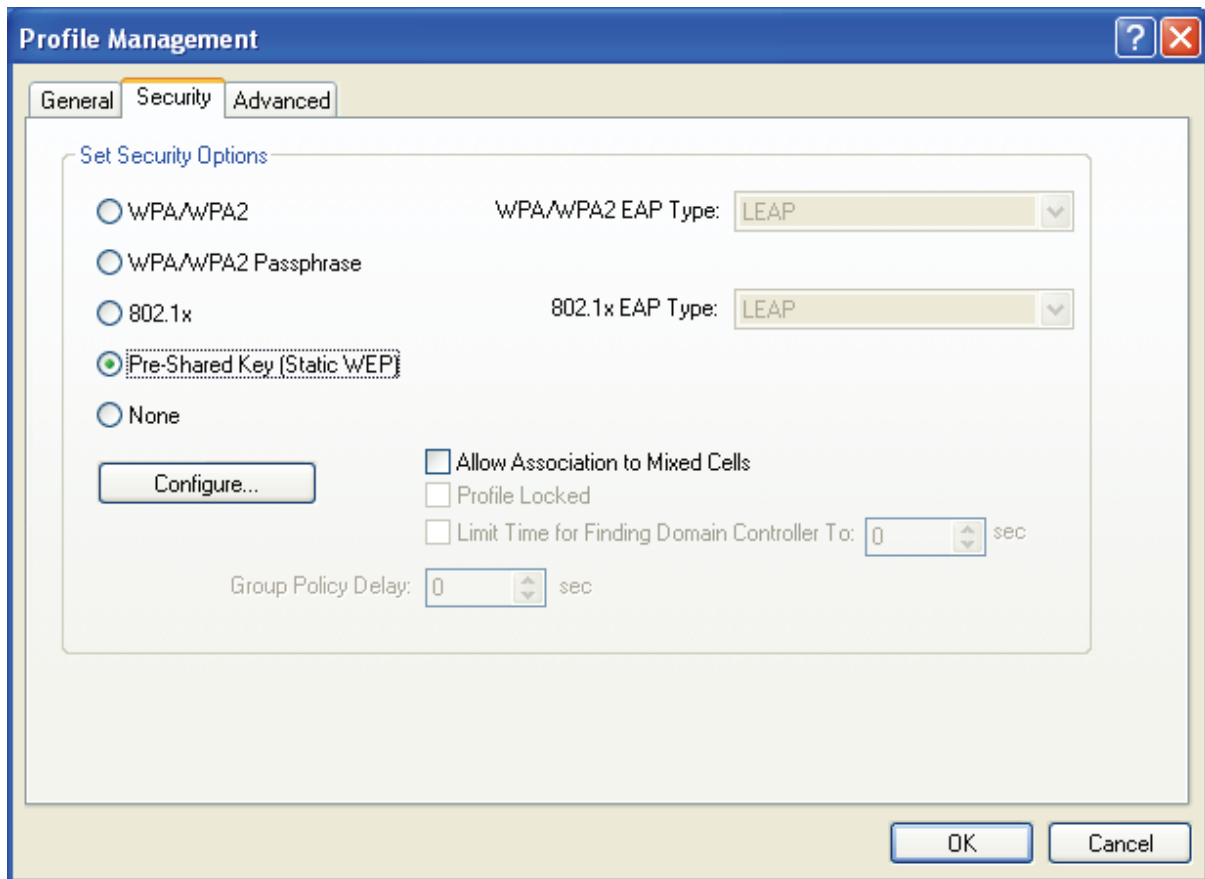 Profile Management
General Security Advanced
Set Security Options
WPA/WPA2 WPA/WPA2 EAP Type: LEAP
WPA/WPA2 Passphrase
802.1x 802.1x EAP Type: LEAP
Pre-Shared Key (Static WEP)
None
Allow Association to Mixed Cells
Configure...
Profile Locked
Limit Time for Finding Domain Controller To: 0 sec
Group Policy Delay: 0 sec
OK Cancel